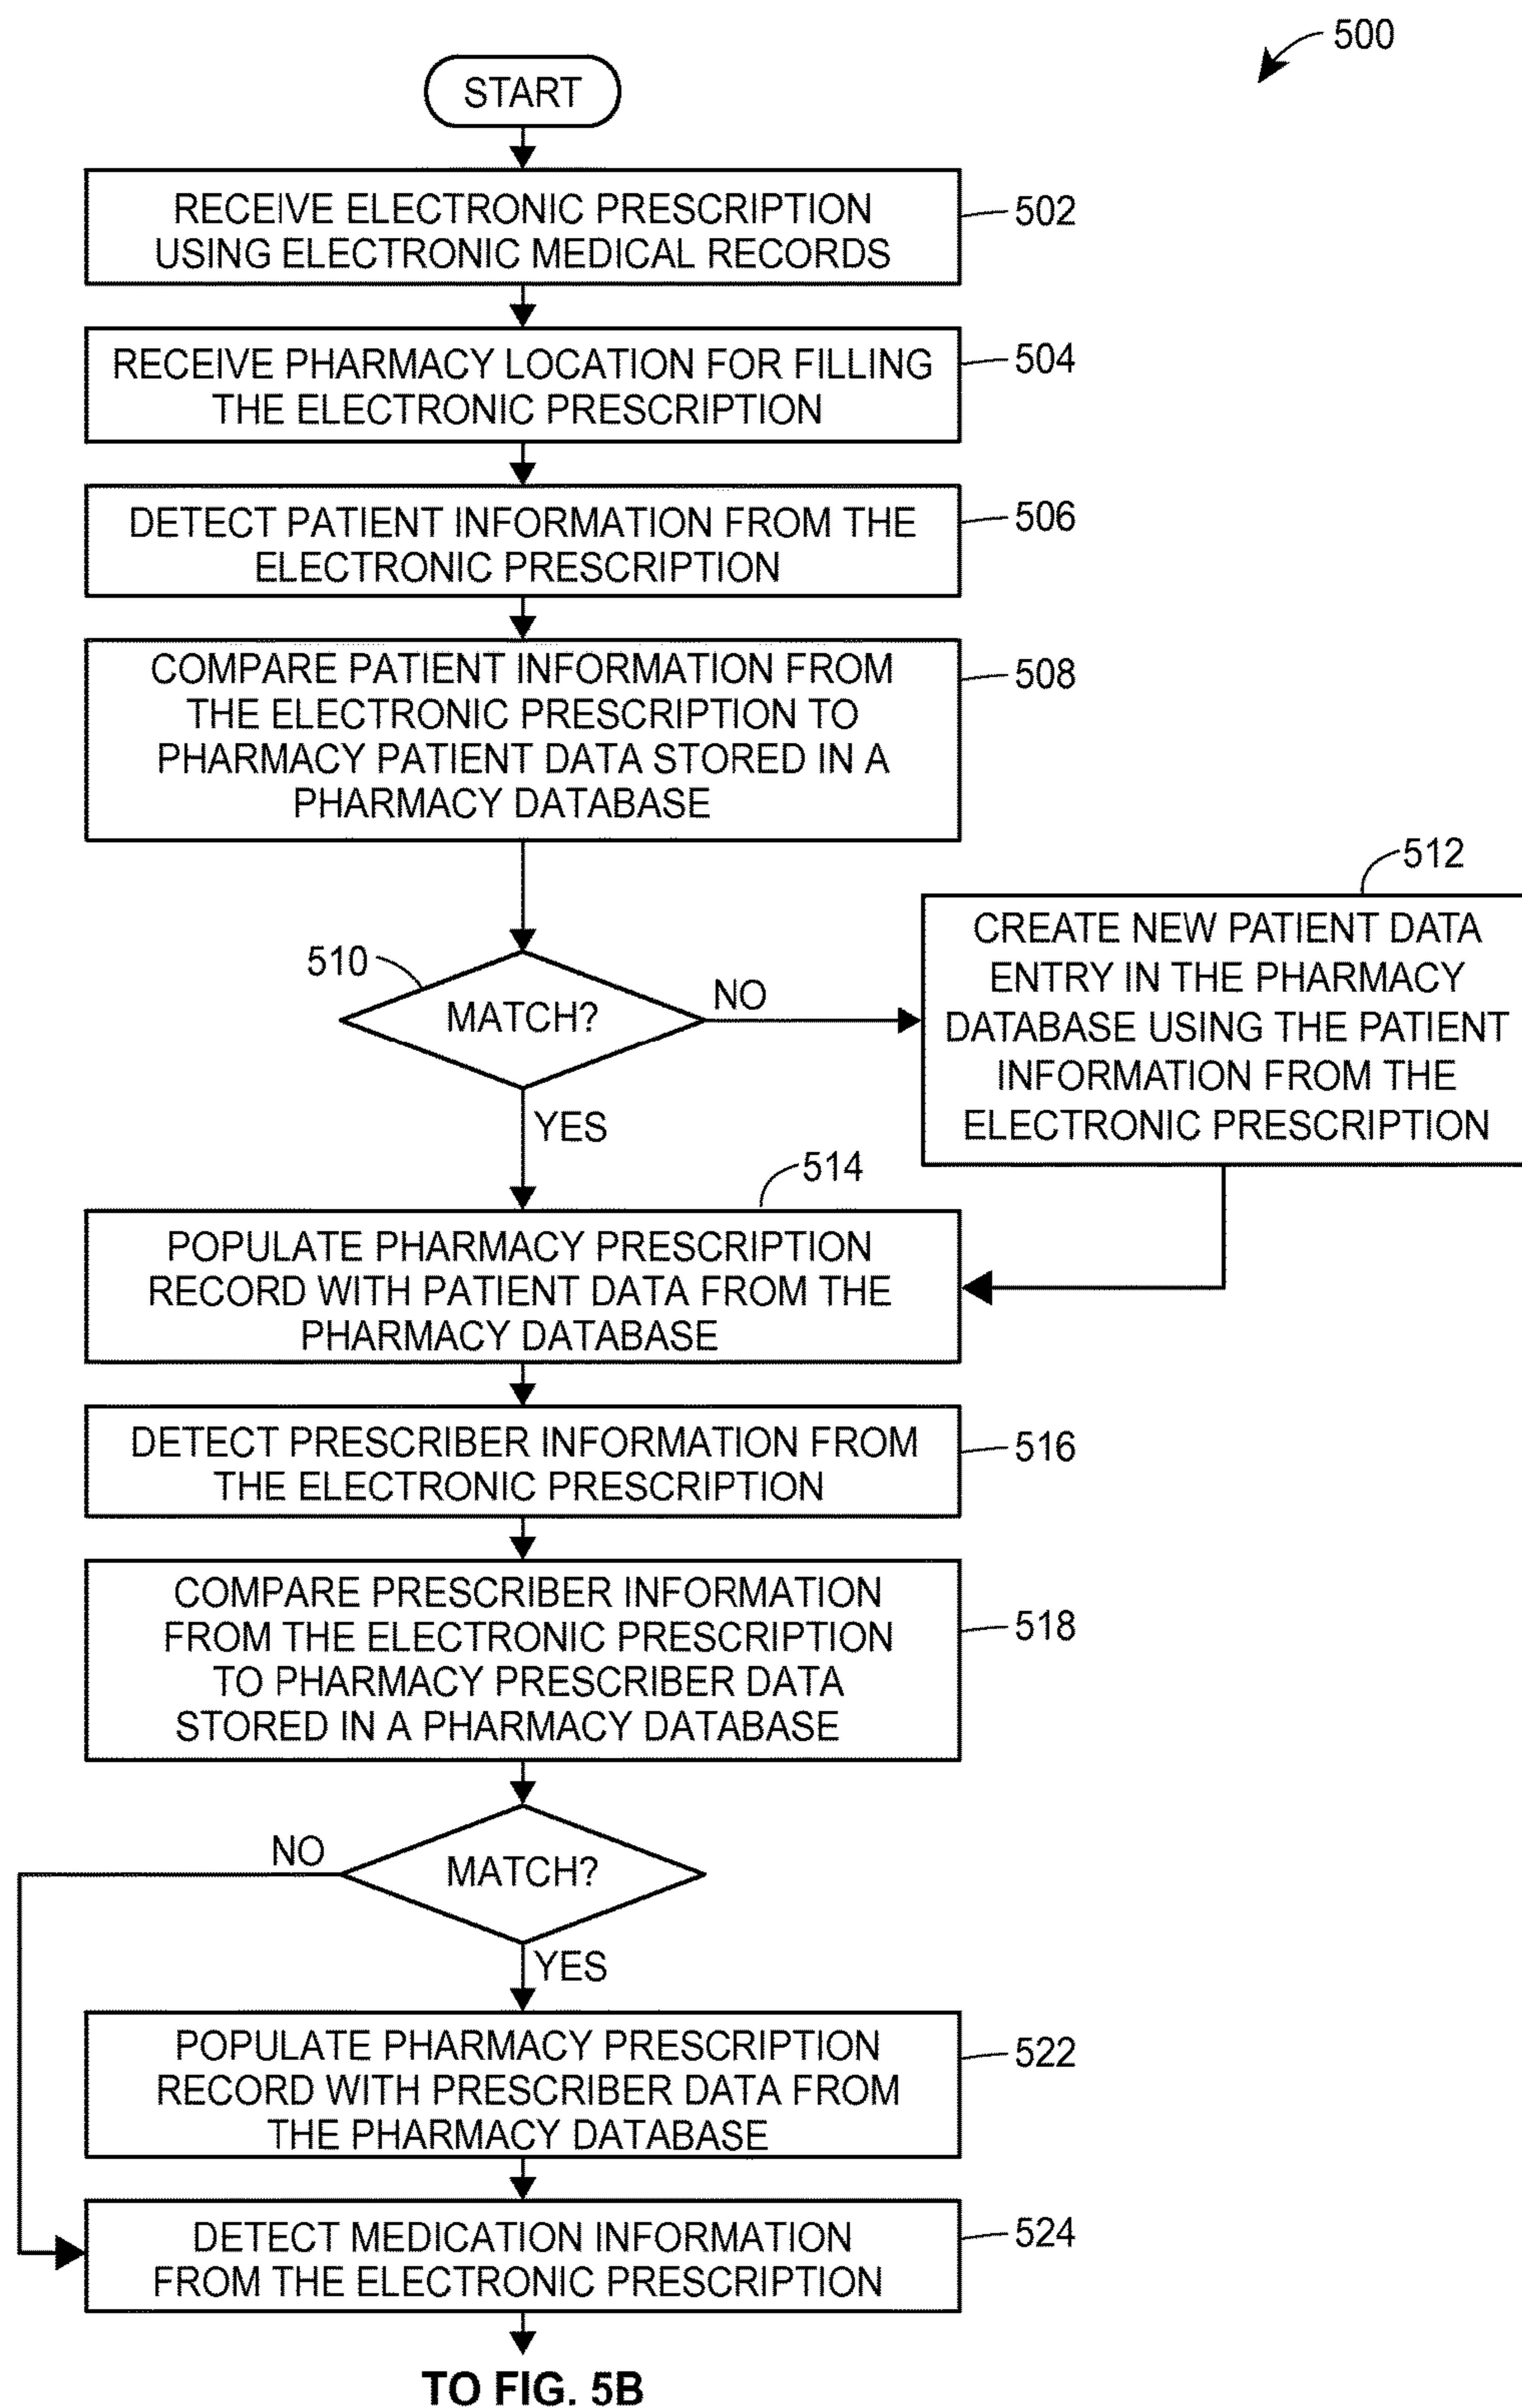 500
START
RECEIVE ELECTRONIC PRESCRIPTION
USING ELECTRONIC MEDICAL RECORDS
502
RECEIVE PHARMACY LOCATION FOR FILLING
THE ELECTRONIC PRESCRIPTION
504
DETECT PATIENT INFORMATION FROM THE
ELECTRONIC PRESCRIPTION
506
COMPARE PATIENT INFORMATION FROM
THE ELECTRONIC PRESCRIPTION TO
PHARMACY PATIENT DATA STORED IN A
PHARMACY DATABASE
508
510
MATCH?
NO
512
CREATE NEW PATIENT DATA
ENTRY IN THE PHARMACY
DATABASE USING THE PATIENT
INFORMATION FROM THE
ELECTRONIC PRESCRIPTION
YES
514
POPULATE PHARMACY PRESCRIPTION
RECORD WITH PATIENT DATA FROM THE
PHARMACY DATABASE
DETECT PRESCRIBER INFORMATION FROM
THE ELECTRONIC PRESCRIPTION
516
COMPARE PRESCRIBER INFORMATION
FROM THE ELECTRONIC PRESCRIPTION
TO PHARMACY PRESCRIBER DATA
STORED IN A PHARMACY DATABASE
518
NO
MATCH?
YES
POPULATE PHARMACY PRESCRIPTION
RECORD WITH PRESCRIBER DATA FROM
THE PHARMACY DATABASE
522
DETECT MEDICATION INFORMATION
FROM THE ELECTRONIC PRESCRIPTION
524
TO FIG. 5B